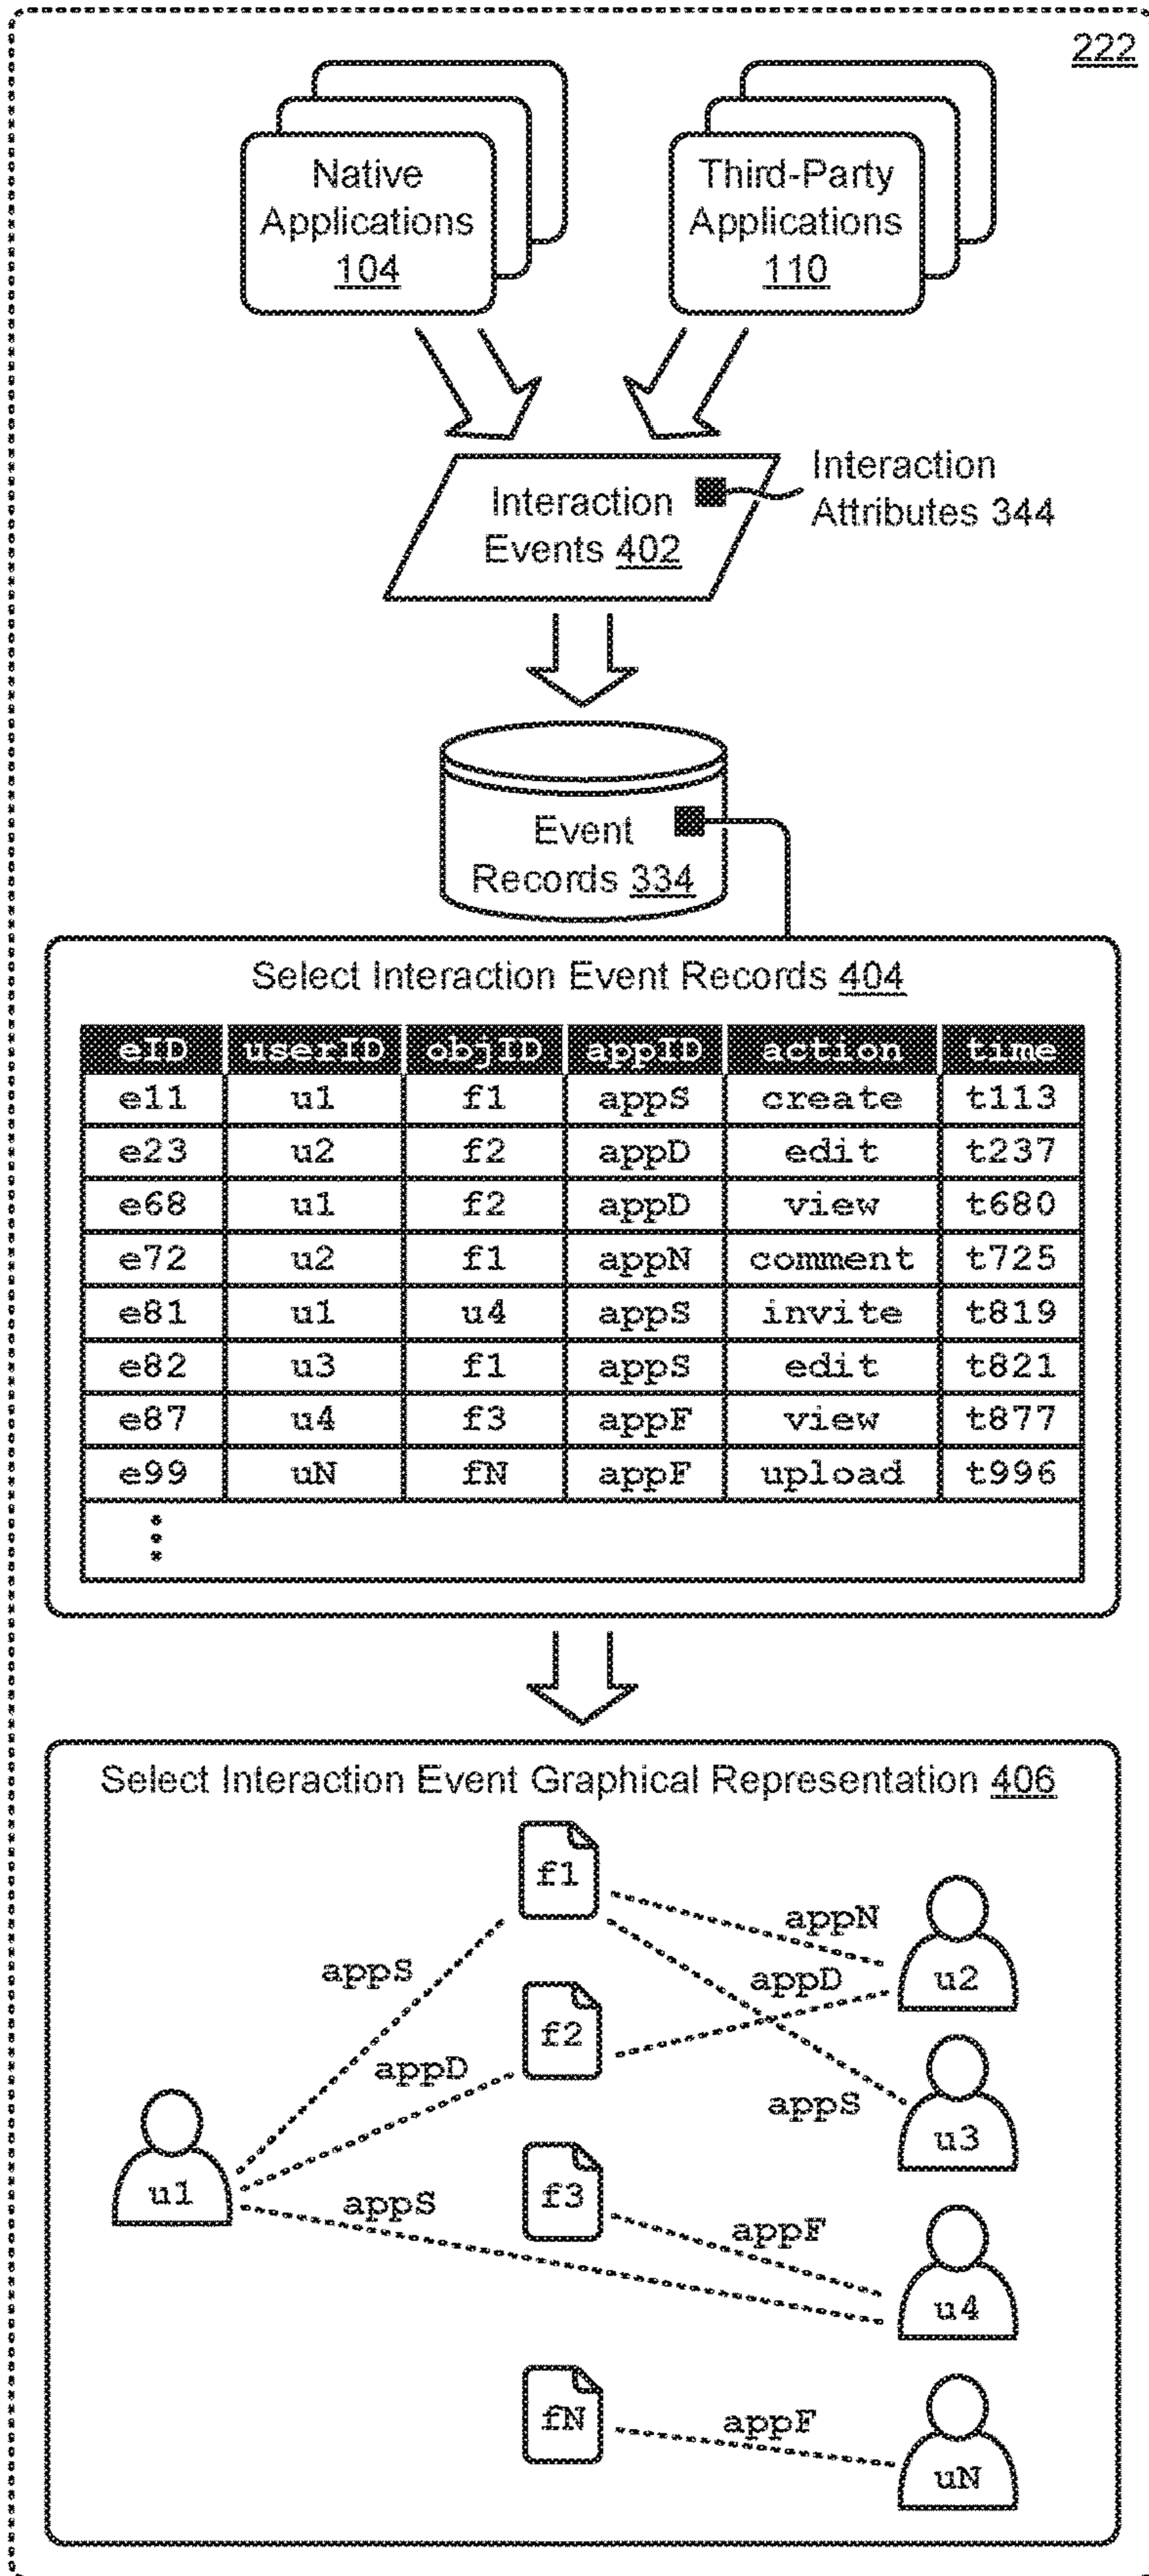 222
Native
Applications
104
Third-Party
Applications
110
Interaction
Events 402
Interaction
Attributes 344
Event
Records 334
Select Interaction Event Records 404
eID userID objID appID action time
e11 u1 f1 appS create t113
e23 u2 f2 appD edit t237
e68 u1 f2 appD view t680
e72 u2 f1 appN comment t725
e81 u1 u4 appS invite t819
e82 u3 f1 appS edit t821
e87 u4 f3 appF view t877
e99 uN fN appF upload t996
Select Interaction Event Graphical Representation 406
f1
appN
appS
appD
u2
f2
appD
appS
u3
u1
f3
appS
appF
u4
fN
appF
uN